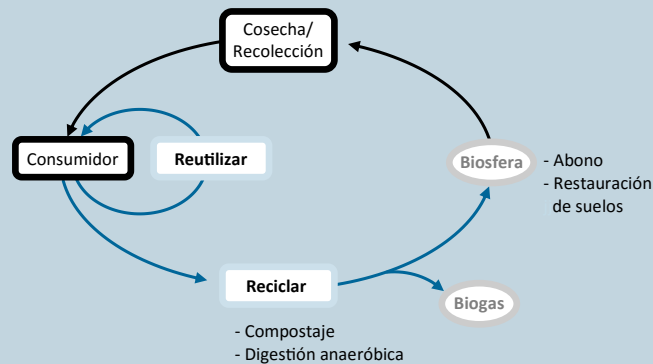 Cosecha/
Recolección
Consumidor
Reutilizar
Biosfera
- Abono
- Restauración
de suelos
Reciclar
Biogas
- Compostaje
- Digestión anaeróbica